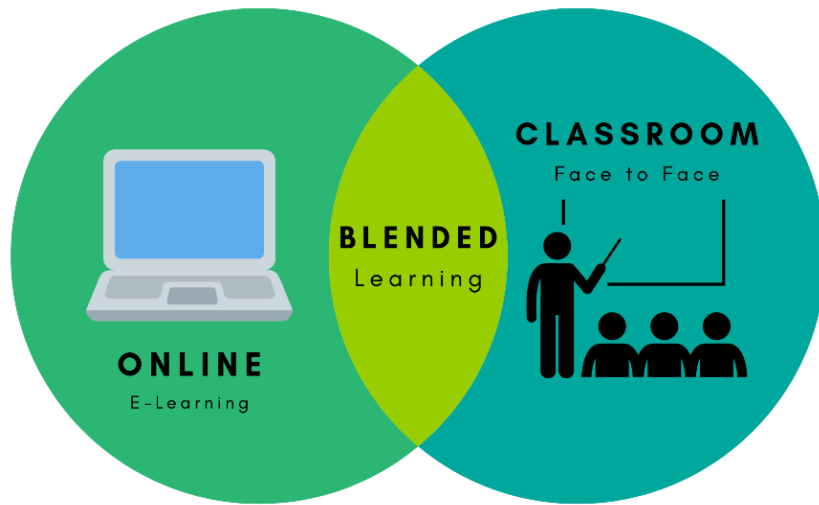 ONLINE
E-Learning
BLENDED
Learning
CLASSROOM
Face to Face